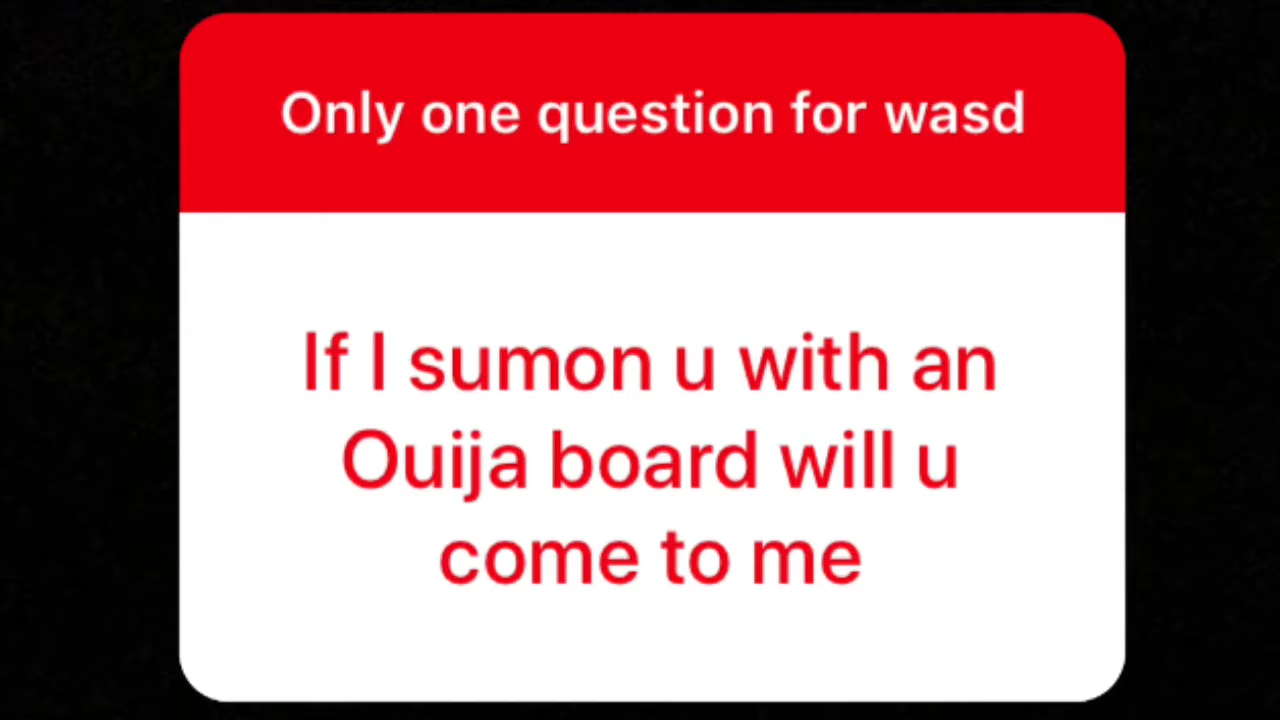 Only one question for wasd
If I sumon u with an
Ouija board will u
come to me